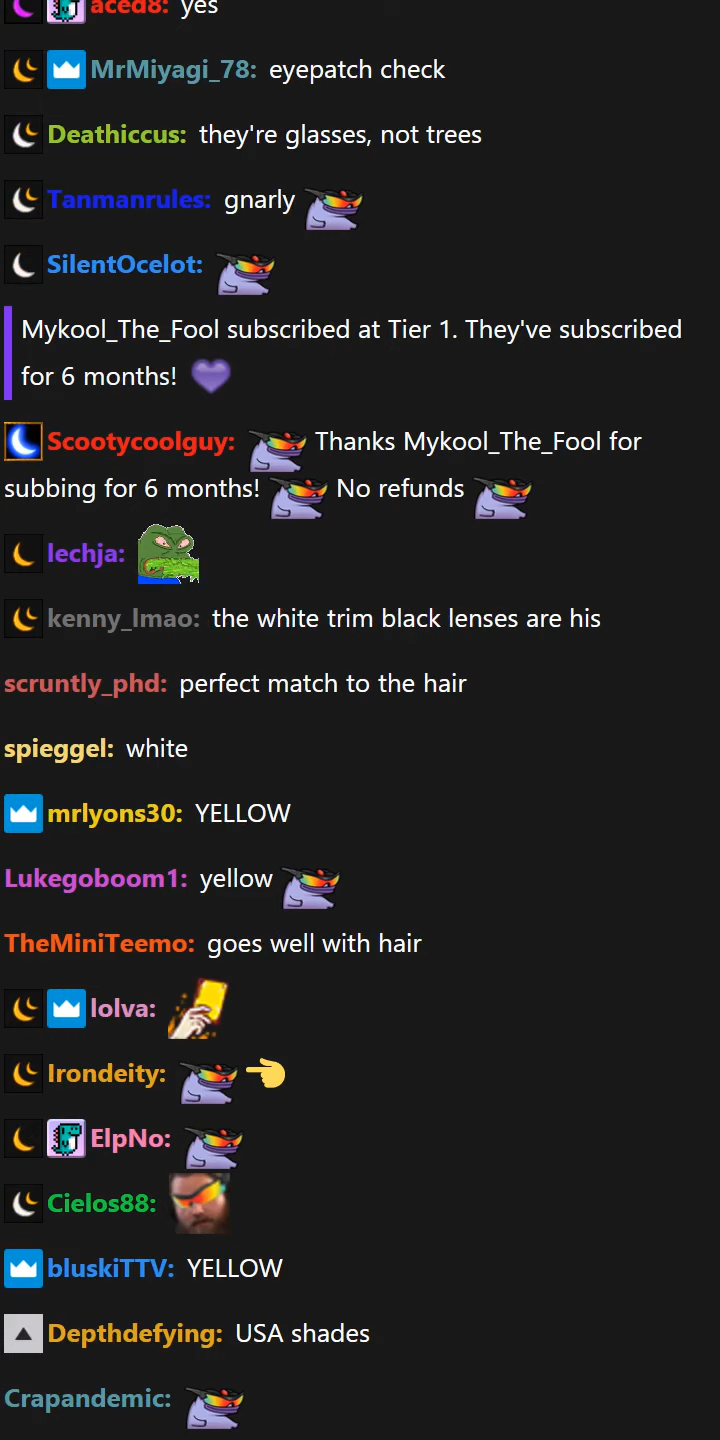 aced8: yes
MrMiyagi_78: eyepatch check
Deathiccus: they're glasses, not trees
Tanmanrules: gnarly
SilentOcelot:
Mykool_The_Fool subscribed at Tier 1. They've subscribed
for 6 months!
Scootycoolguy: Thanks Mykool_The_Fool for
subbing for 6 months! No refunds
lechja:
kenny_lmao: the white trim black lenses are his
scruntly_phd: perfect match to the hair
spieggel: white
mrlyons30: YELLOW
Lukegoboom1: yellow
TheMiniTeemo: goes well with hair
lolva:
Irondeity:
ElpNo:
Cielos88:
bluskiTTV: YELLOW
Depthdefying: USA shades
Crapandemic: